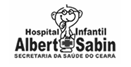 Hospital Infantil
Albert Sabin
SECRETARIA DA SAÚDE DO CEARÁ